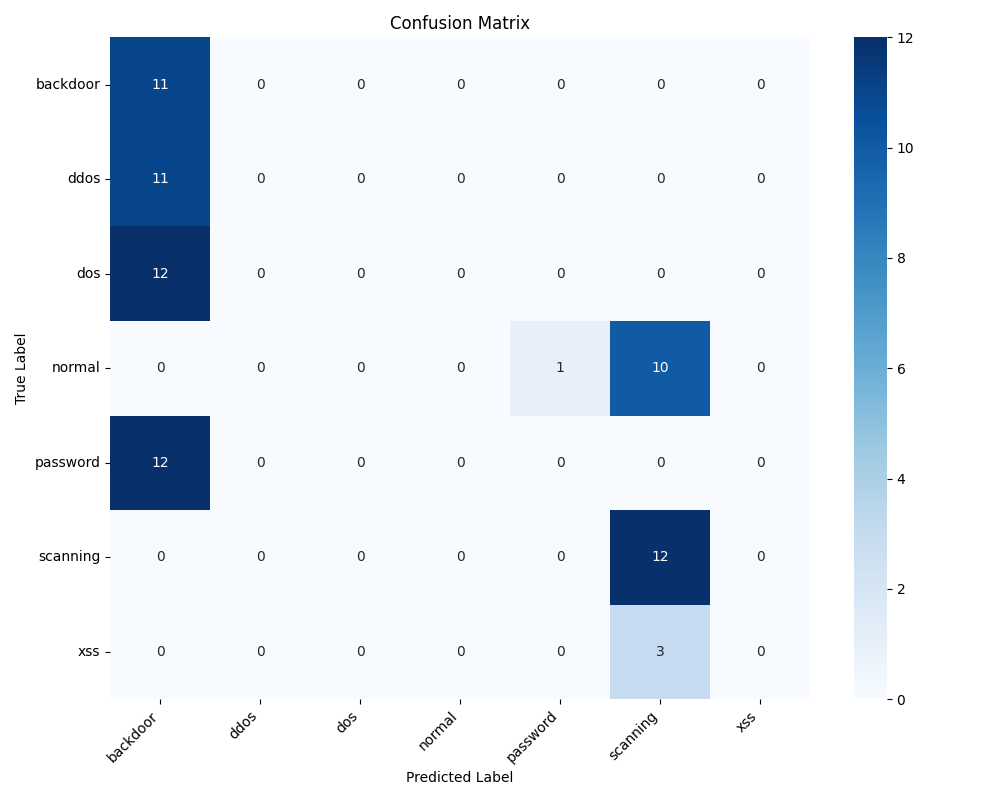 Confusion Matrix
True Label
backdoor 11 0 0 0 0 0 0
ddos 11 0 0 0 0 0 0
dos 12 0 0 0 0 0 0
normal 0 0 0 0 1 10 0
password 12 0 0 0 0 0 0
scanning 0 0 0 0 0 12 0
xss 0 0 0 0 0 3 0
backdoor ddos dos normal password scanning xss
Predicted Label
12
10
8
6
4
2
0